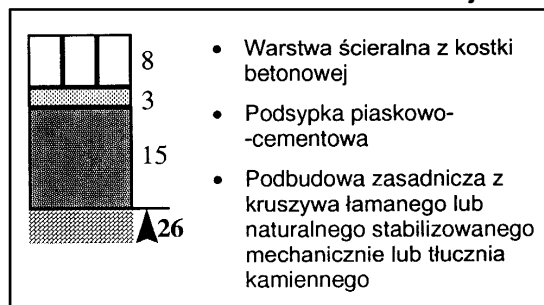 8
3
15
26
• Warstwa ścieralna z kostki
betonowej
• Podsypka piaskowo-
-cementowa
• Podbudowa zasadnicza z
kruszywa łamanego lub
naturalnego stabilizowanego
mechanicznie lub tłucznia
kamiennego